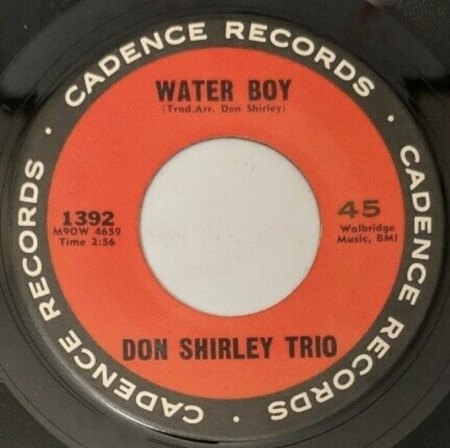 CADENCE RECORDS
CADENCE RECORDS
CADENCE RECORDS
WATER BOY
(Trad. Arr. Don Shirley)
1392
M9OW 4659
Time 2:56
45
Walbridge
Music, BMI
DON SHIRLEY TRIO